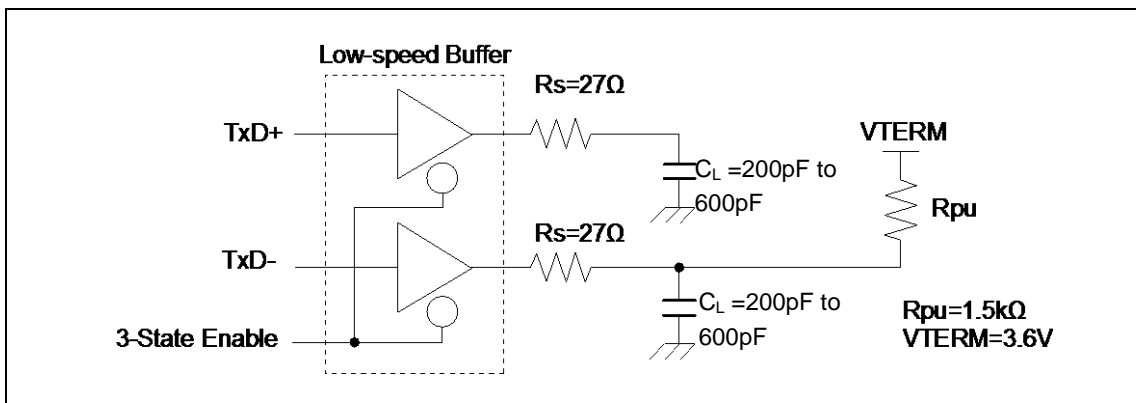 Low-speed Buffer
Rs=27Ω
TxD+
VTERM
C_L =200pF to
600pF
Rpu
Rs=27Ω
TxD-
C_L =200pF to
600pF
Rpu=1.5kΩ
VTERM=3.6V
3-State Enable